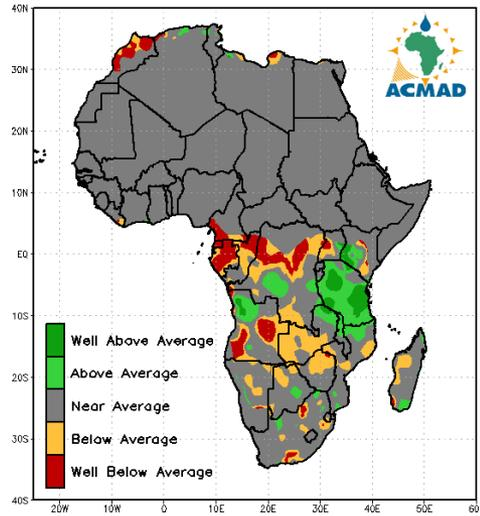 40N
30N
20N
10N
EQ
10S
20S
30S
40S
ACMAD
Well Above Average
Above Average
Near Average
Below Average
Well Below Average
20W
10W
0
10E
20E
30E
40E
50E
60